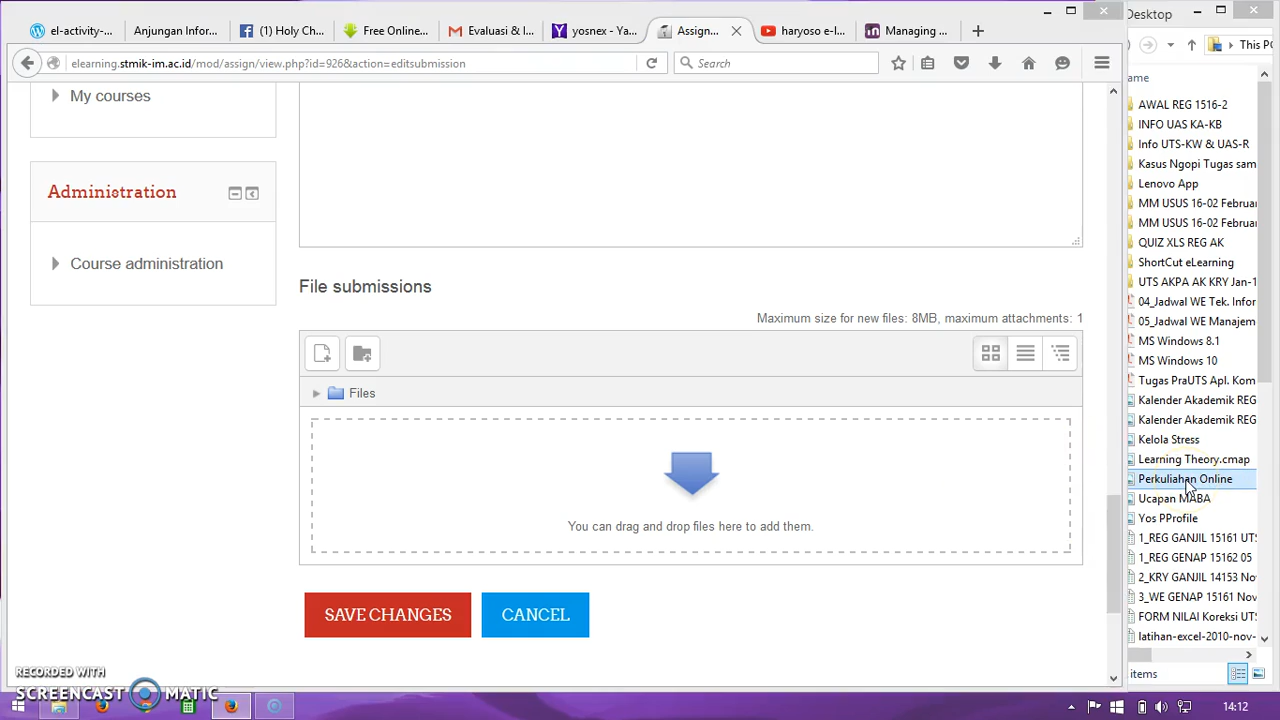 el-activity-...
Anjungan Infor...
(1) Holy Ch...
Free Online...
Evaluasi & I...
yosnex - Ya...
Assign...
haryoso e-l...
Managing ...
Desktop
elearning.stmik-im.ac.id/mod/assign/view.php?id=926&action=editsubmission
Search
This PC
ame
My courses
Administration
Course administration
File submissions
Maximum size for new files: 8MB, maximum attachments: 1
Files
You can drag and drop files here to add them.
SAVE CHANGES
CANCEL
AWAL REG 1516-2
INFO UAS KA-KB
Info UTS-KW & UAS-R
Kasus Ngopi Tugas sam
Lenovo App
MM USUS 16-02 Februar
MM USUS 16-02 Februar
QUIZ XLS REG AK
ShortCut eLearning
UTS AKPA AK KRY Jan-1
04_Jadwal WE Tek. Infor
05_Jadwal WE Manajem
MS Windows 8.1
MS Windows 10
Tugas PraUTS Apl. Kom
Kalender Akademik REG
Kalender Akademik REG
Kelola Stress
Learning Theory.cmap
Perkuliahan Online
Ucapan MABA
Yos PProfile
1_REG GANJIL 15161 UTS
1_REG GENAP 15162 05
2_KRY GANJIL 14153 Nov
3_WE GENAP 15161 Nov
FORM NILAI Koreksi UTS
latihan-excel-2010-nov-
items
RECORDED WITH
SCREENCAST MATIC
14:12